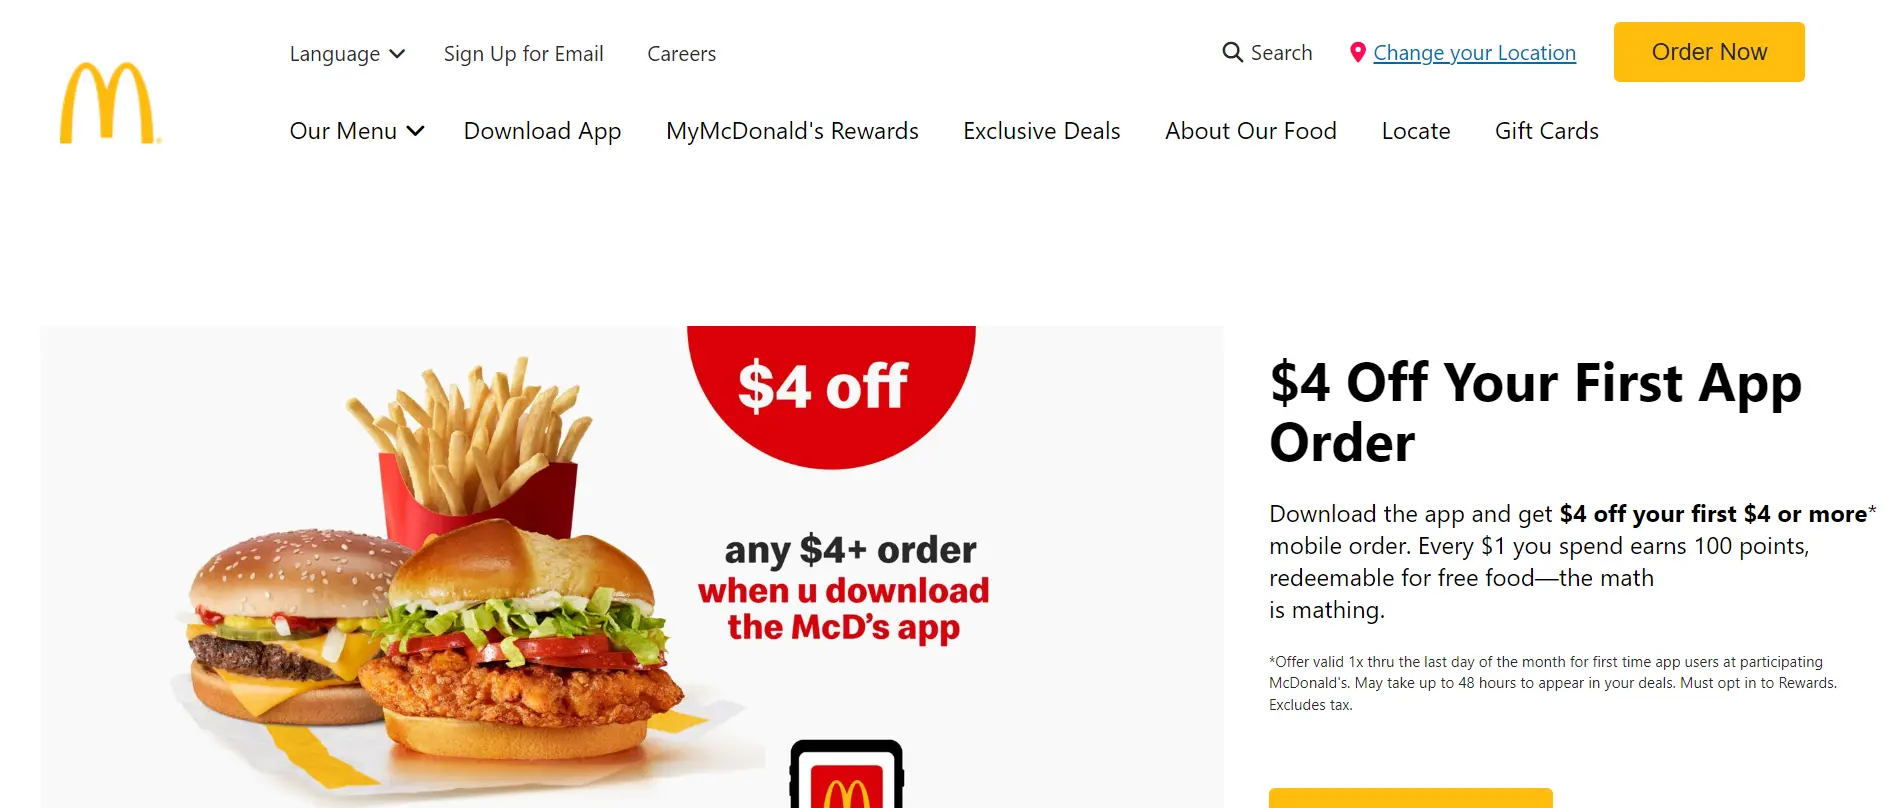 Language
Sign Up for Email
Careers
Search
Change your Location
Order Now
Our Menu
Download App
MyMcDonald's Rewards
Exclusive Deals
About Our Food
Locate
Gift Cards
$4 off
any $4+ order
when u download
the McD’s app
$4 Off Your First App
Order
Download the app and get $4 off your first $4 or more*
mobile order. Every $1 you spend earns 100 points,
redeemable for free food—the math
is mathing.
*Offer valid 1x thru the last day of the month for first time app users at participating
McDonald's. May take up to 48 hours to appear in your deals. Must opt in to Rewards.
Excludes tax.